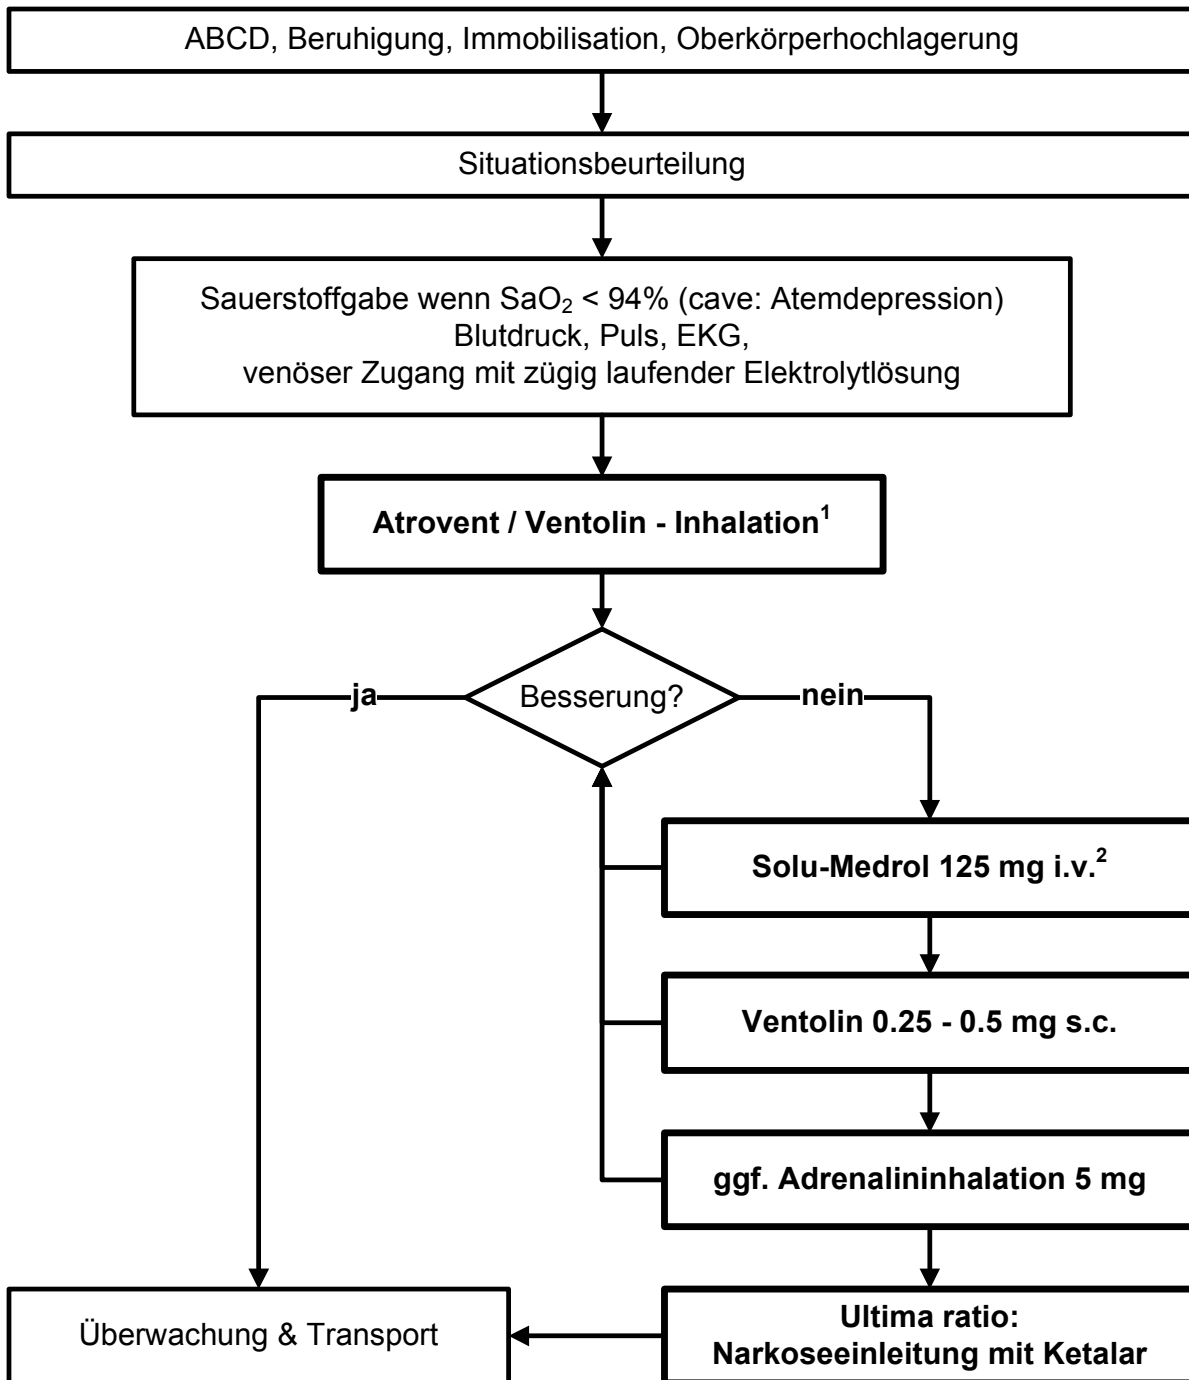 ABCD, Beruhigung, Immobilisation, Oberkörperhochlagerung
Situationsbeurteilung
Sauerstoffgabe wenn SaO₂ < 94% (cave: Atemdepression)
Blutdruck, Puls, EKG,
venöser Zugang mit zügig laufender Elektrolytlösung
Atrovent / Ventolin - Inhalation¹
Besserung?
ja
nein
Solu-Medrol 125 mg i.v.²
Ventolin 0.25 - 0.5 mg s.c.
ggf. Adrenalininhalation 5 mg
Ultima ratio:
Narkoseeinleitung mit Ketalar
Überwachung & Transport